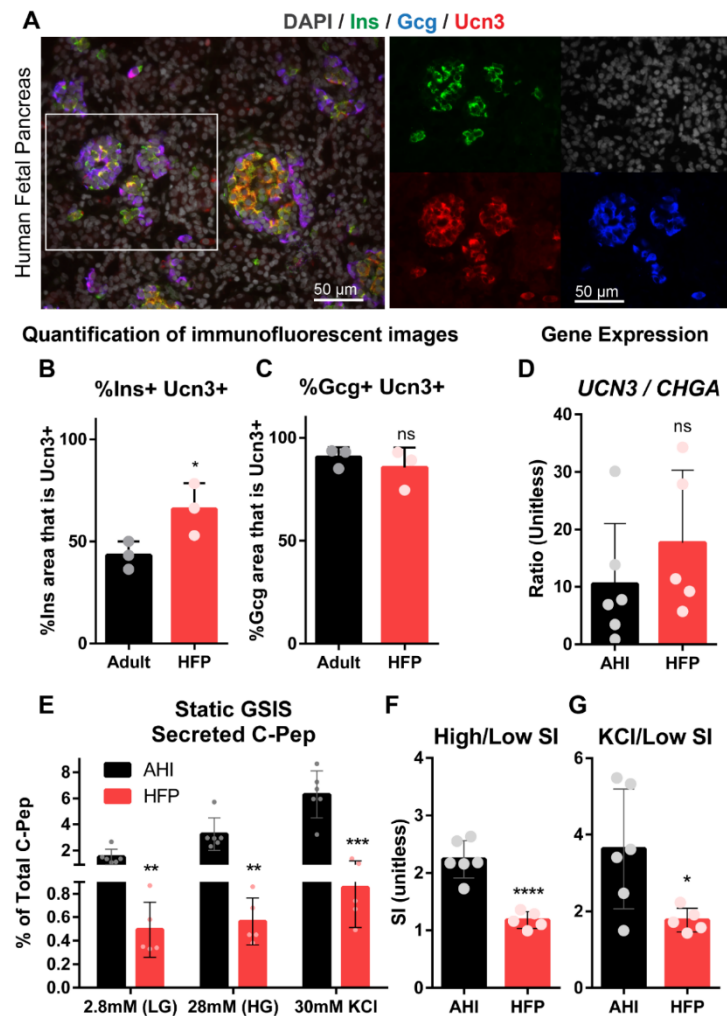 A
DAPI / Ins / Gcg / Ucn3
Human Fetal Pancreas
50 µm
50 µm
Quantification of immunofluorescent images
Gene Expression
B
%Ins+ Ucn3+
%Ins area that is Ucn3+
100
50
0
*
Adult
HFP
C
%Gcg+ Ucn3+
%Gcg area that is Ucn3+
100
50
0
ns
Adult
HFP
D
UCN3 / CHGA
Ratio (Unitless)
40
30
20
10
0
ns
AHI
HFP
E
Static GSIS
Secreted C-Pep
% of Total C-Pep
8
6
4
2
0.8
0.6
0.4
0.2
0.0
AHI
HFP
**
**
***
2.8mM (LG)
28mM (HG)
30mM KCl
F
High/Low SI
SI (unitless)
4
3
2
1
0
****
AHI
HFP
G
KCl/Low SI
6
4
2
0
*
AHI
HFP